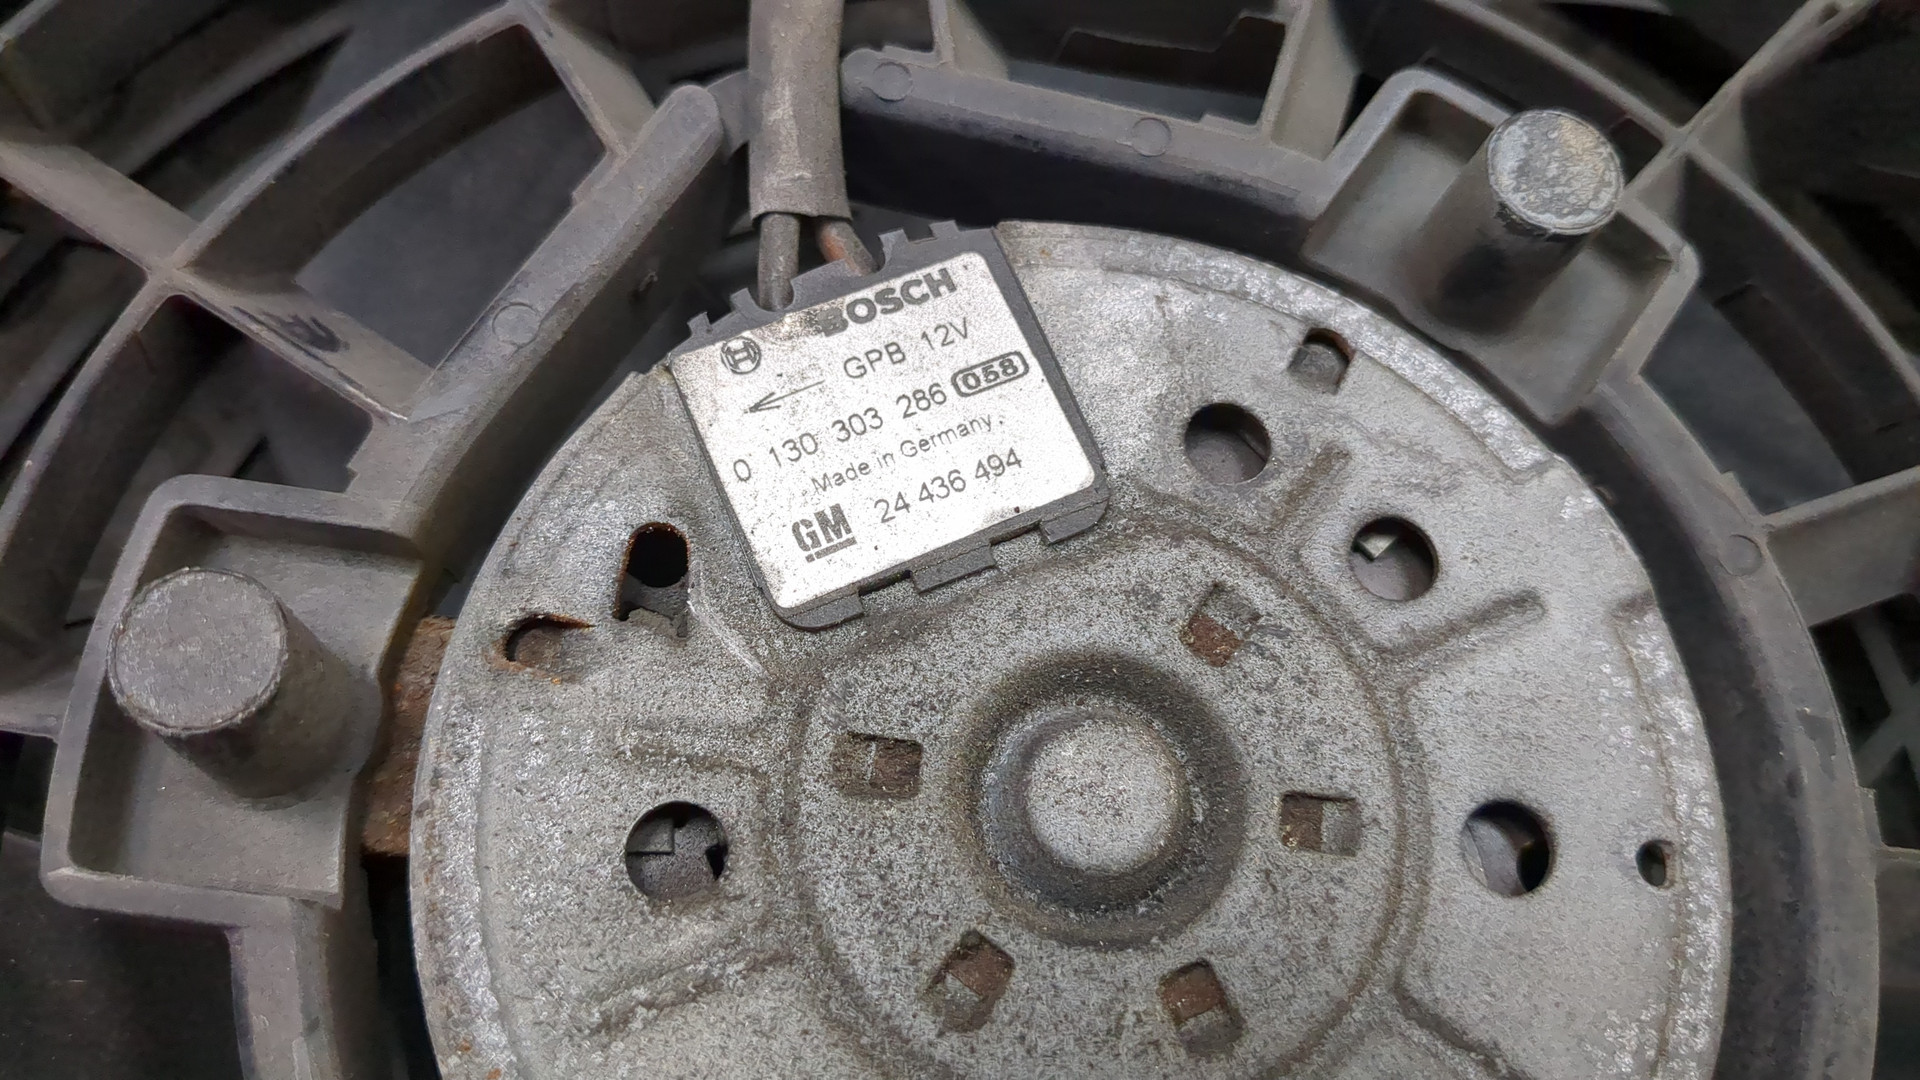 BOSCH
GPB 12V
0 130 303 286 058
Made in Germany.
GM 24 436 494